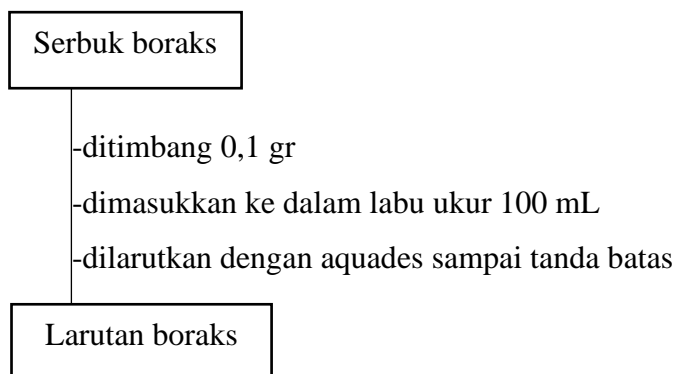 Serbuk boraks
-ditimbang 0,1 gr
-dimasukkan ke dalam labu ukur 100 mL
-dilarutkan dengan aquades sampai tanda batas
Larutan boraks